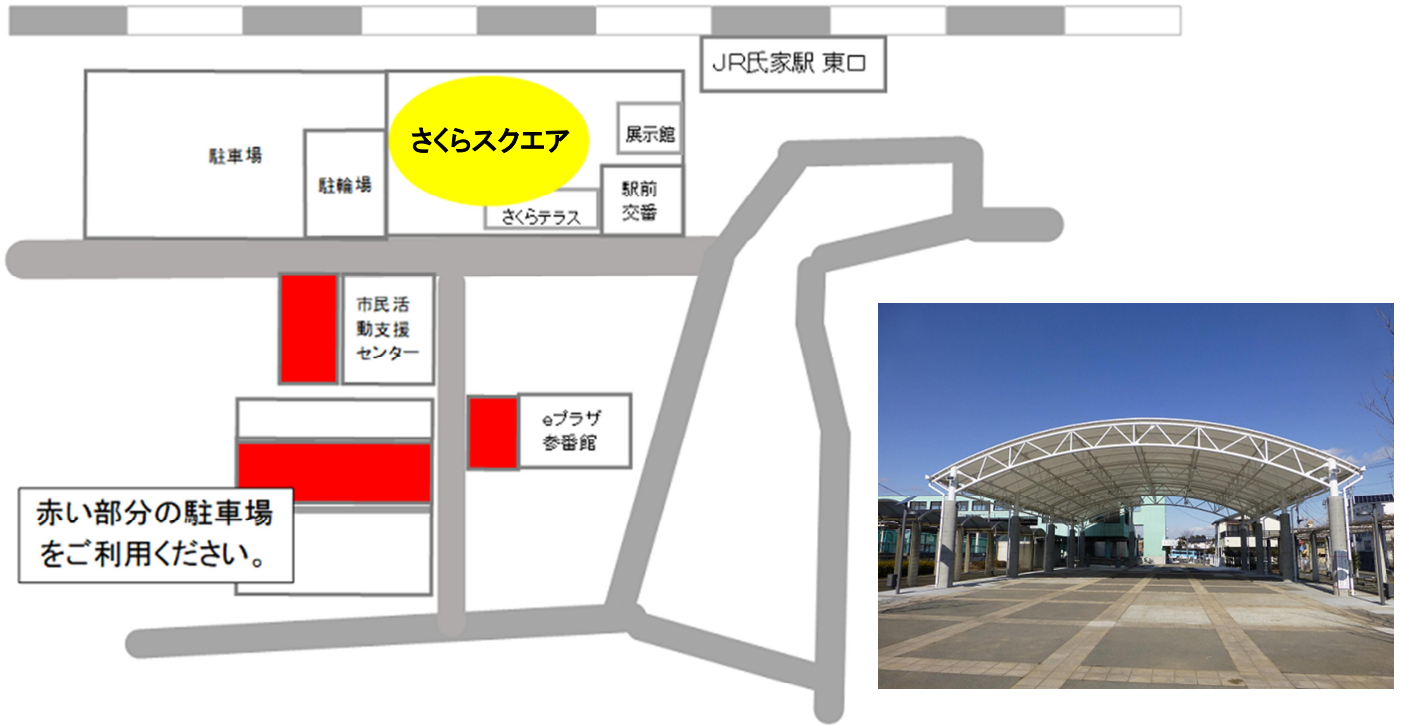 JR氏家駅 東口
さくらスクエア
展示館
駐車場
駐輪場
駅前
交番
さくらテラス
市民活
動支援
センター
eプラザ
参番館
赤い部分の駐車場
をご利用ください。